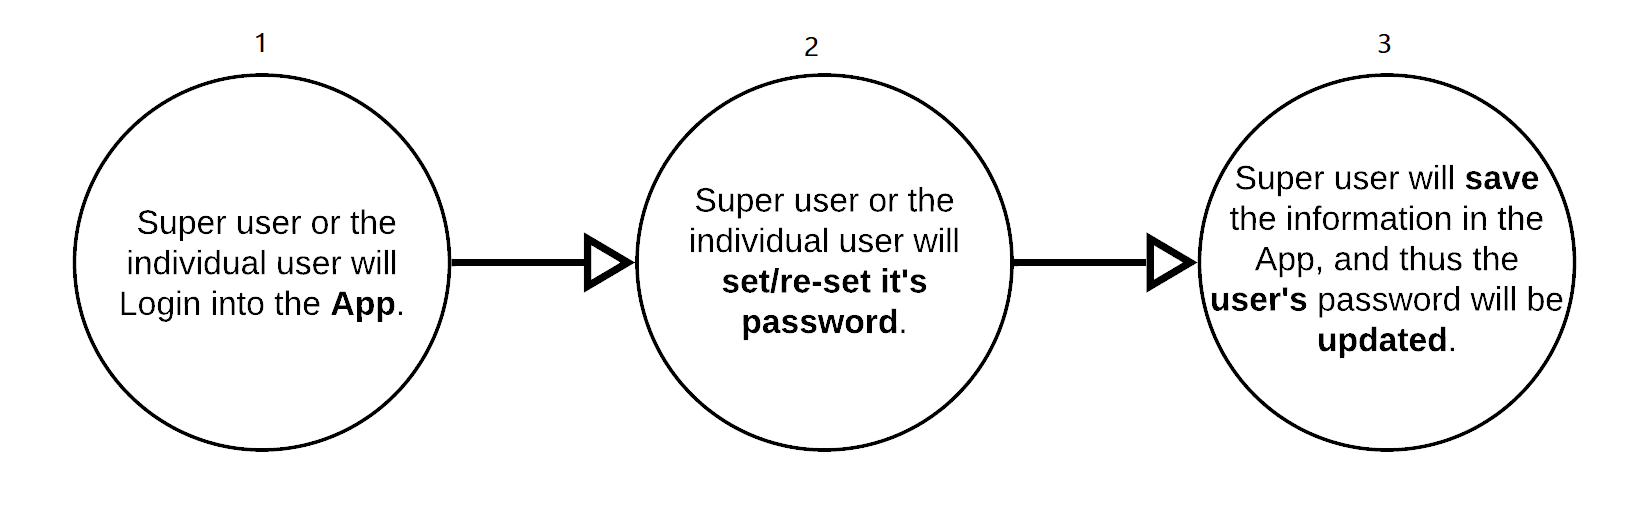 1
Super user or the
individual user will
Login into the App.
2
Super user or the
individual user will
set/re-set it's
password.
3
Super user will save
the information in the
App, and thus the
user's password will be
updated.